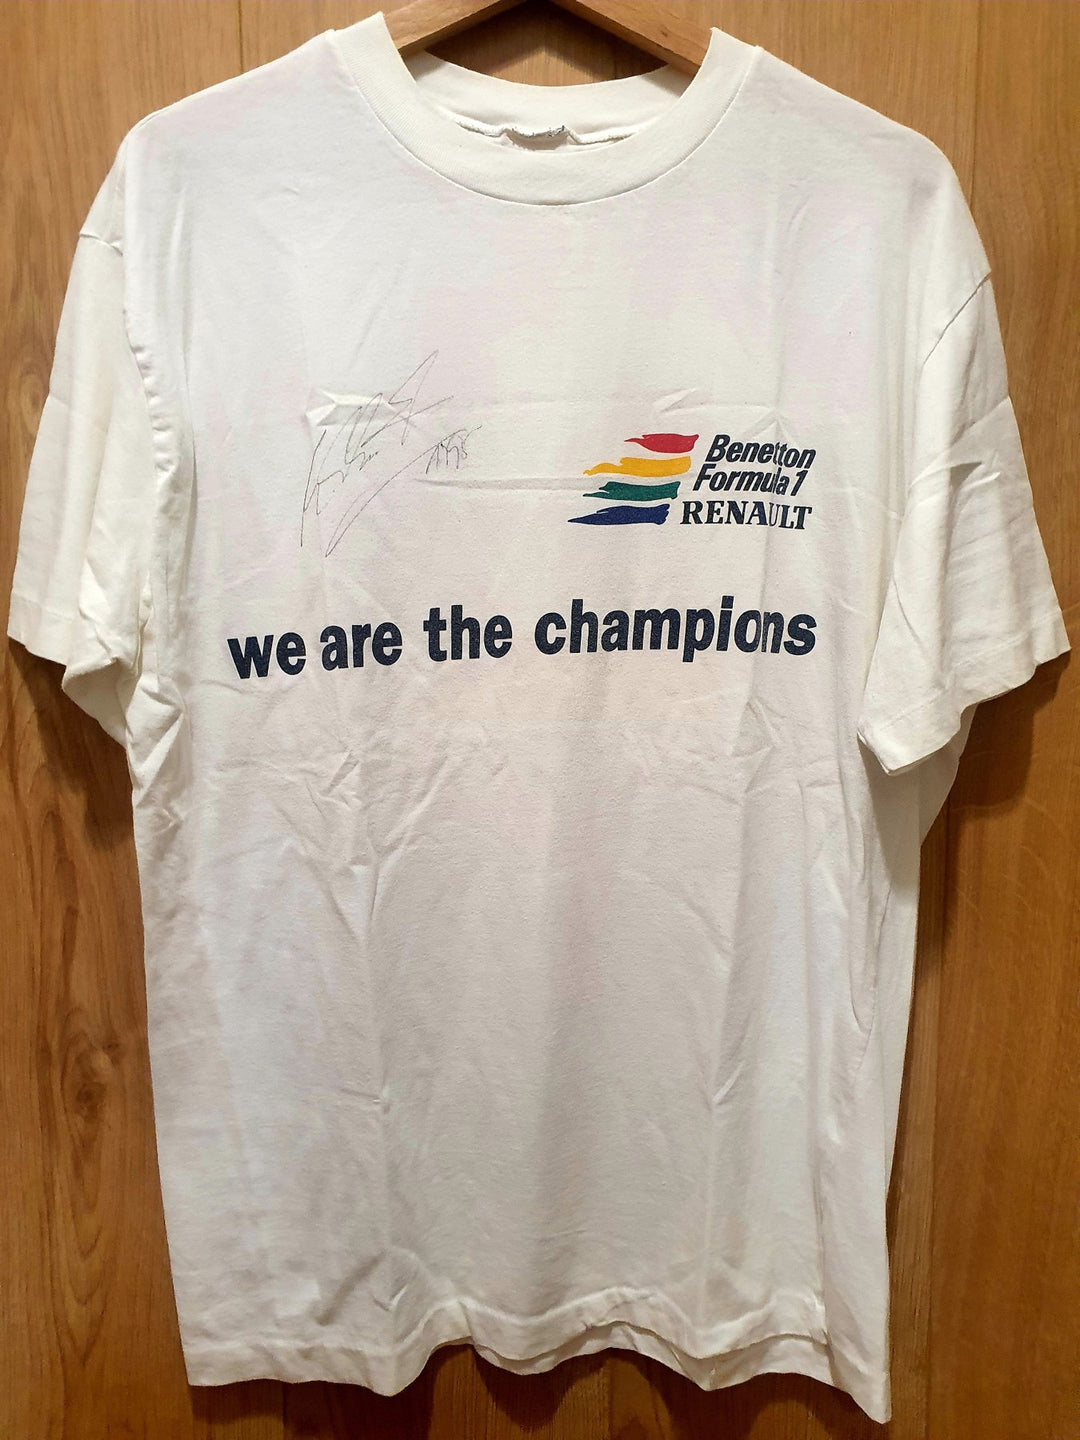 Benetton
Formula 1
RENAULT
we are the champions